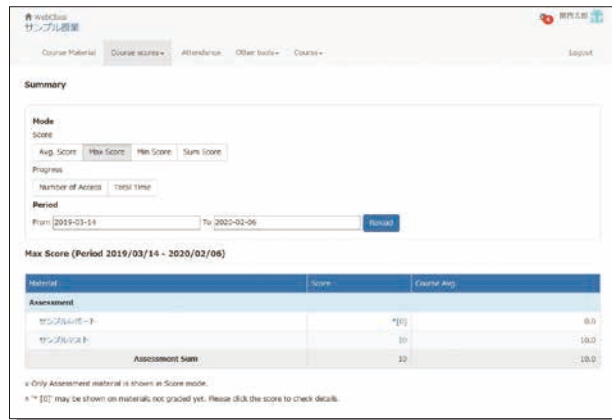 WebClass
サンプル授業
Course Material Course scores Attendance Other tools Course Logout
Summary
Mode
Score
Avg. Score Max Score Min Score Sum Score
Progress
Number of Access Total Time
Period
From 2019-03-14 To 2020-02-06 Reload
Max Score (Period 2019/03/14 - 2020/02/06)
Material Score Course Avg.
Assessment
サンプルレポート *[0] 0.0
サンプルテスト 10 10.0
Assessment Sum 10 10.0
Only Assessment material is shown in Score mode.
"* [0]" may be shown on materials not graded yet. Please click the score to check details.